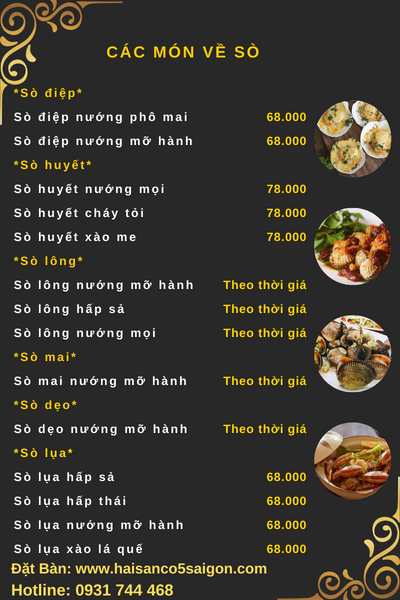 CÁC MÓN VỀ SÒ
*Sò điệp*
Sò điệp nướng phô mai 68.000
Sò điệp nướng mỡ hành 68.000
*Sò huyết*
Sò huyết nướng mọi 78.000
Sò huyết cháy tỏi 78.000
Sò huyết xào me 78.000
*Sò lông*
Sò lông nướng mỡ hành Theo thời giá
Sò lông hấp sả Theo thời giá
Sò lông nướng mọi Theo thời giá
*Sò mai*
Sò mai nướng mỡ hành Theo thời giá
*Sò dẹo*
Sò dẹo nướng mỡ hành Theo thời giá
*Sò lụa*
Sò lụa hấp sả 68.000
Sò lụa hấp thái 68.000
Sò lụa nướng mỡ hành 68.000
Sò lụa xào lá quế 68.000
Đặt Bàn: www.haisanco5saigon.com
Hotline: 0931 744 468